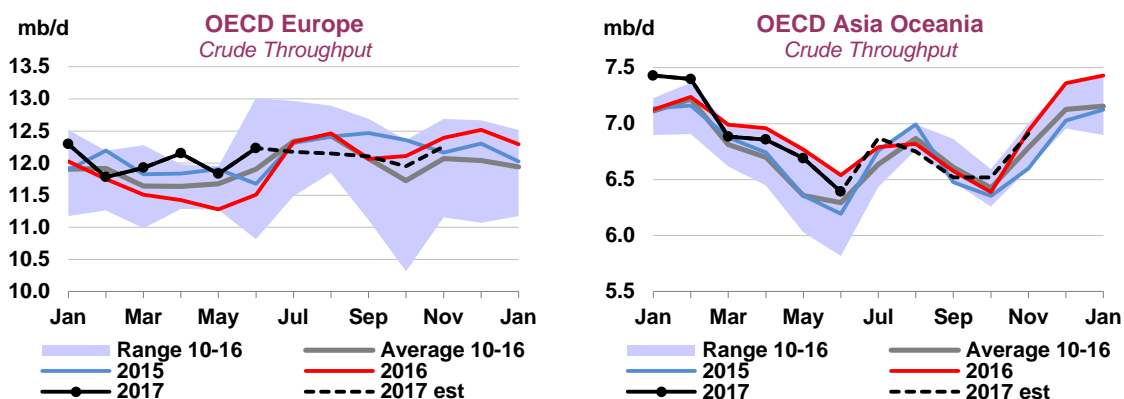 mb/d
OECD Europe
Crude Throughput
13.5
13.0
12.5
12.0
11.5
11.0
10.5
10.0
Jan Mar May Jul Sep Nov Jan
Range 10-16 Average 10-16
2015 2016
2017 2017 est
mb/d
OECD Asia Oceania
Crude Throughput
7.5
7.0
6.5
6.0
5.5
Jan Mar May Jul Sep Nov Jan
Range 10-16 Average 10-16
2015 2016
2017 2017 est